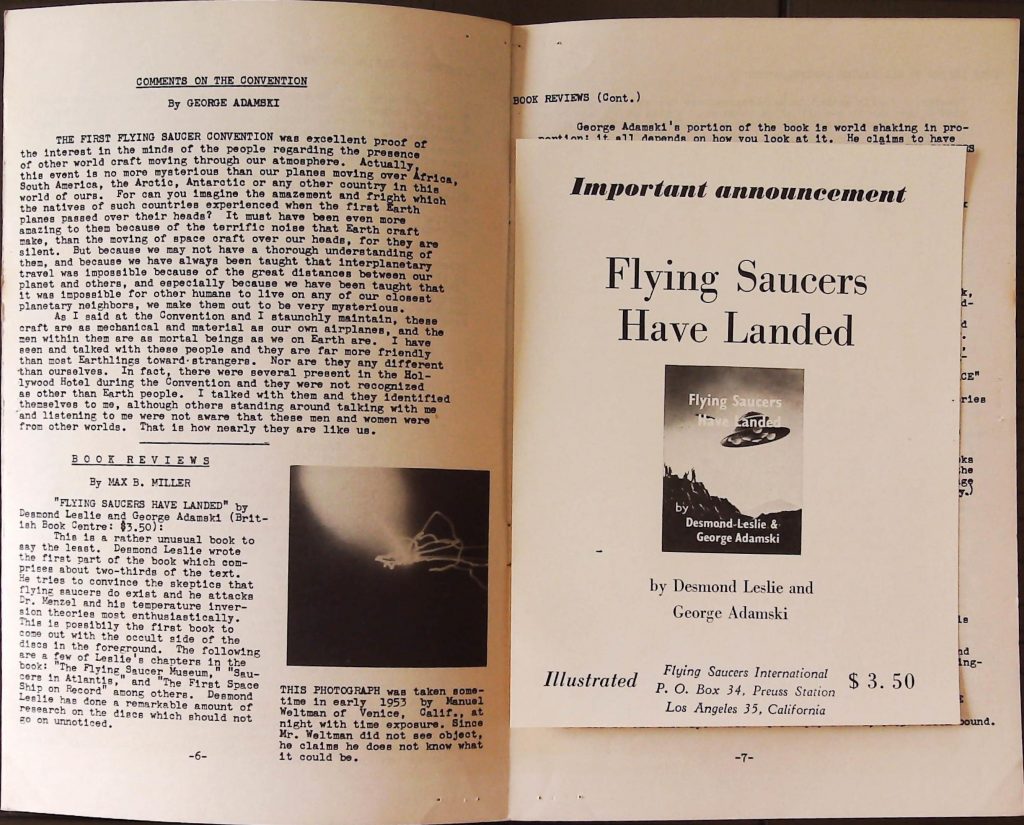 COMMENTS ON THE CONVENTION
By GEORGE ADAMSKI
THE FIRST FLYING SAUCER CONVENTION was excellent proof of
the interest in the minds of the people regarding the presence
of other world craft moving through our atmosphere. Actually,
this event is no more mysterious than our planes moving over Africa,
South America, the Arctic, Antarctic or any other country in this
world of ours. For can you imagine the amazement and fright which
the natives of such countries experienced when the first Earth
planes passed over their heads? It must have been even more
amazing to them because of the terrific noise that Earth craft
make, than the moving of space craft over our heads, for they are
silent. But because we may not have a thorough understanding of
them, and because we have always been taught that interplanetary
travel was impossible because of the great distances between our
planet and others, and especially because we have been taught that
it was impossible for other humans to live on any of our closest
planetary neighbors, we make them out to be very mysterious.
As I said at the Convention and I staunchly maintain, these
craft are as mechanical and material as our own airplanes, and the
men within them are as mortal beings as we on Earth are. I have
seen and talked with these people and they are far more friendly
than most Earthlings toward strangers. Nor are they any different
than ourselves. In fact, there were several present in the Hol-
lywood Hotel during the Convention and they were not recognized
as other than Earth people. I talked with them and they identified
themselves to me, although others standing around talking with me
and listening to me were not aware that these men and women were
from other worlds. That is how nearly they are like us.
BOOK REVIEWS
By MAX B. MILLER
"FLYING SAUCERS HAVE LANDED" by
Desmond Leslie and George Adamski (Brit-
ish Book Centre: $3.50):
This is a rather unusual book to
say the least. Desmond Leslie wrote
the first part of the book which com-
prises about two-thirds of the text.
He tries to convince the skeptics that
flying saucers do exist and he attacks
Dr. Menzel and his temperature inver-
sion theories most enthusiastically.
This is possibily the first book to
come out with the occult side of the
discs in the foreground. The following
are a few of Leslie's chapters in the
book: "The Flying Saucer Museum," "Sau-
cers in Atlantis," and "The First Space
Ship on Record" among others. Desmond
Leslie has done a remarkable amount of
research on the discs which should not
go on unnoticed.
THIS PHOTOGRAPH was taken some-
time in early 1953 by Manuel
Weltman of Venice, Calif., at
night with time exposure. Since
Mr. Weltman did not see object,
he claims he does not know what
it could be.
-6-
BOOK REVIEWS (Cont.)
George Adamski's portion of the book is world shaking in pro-
portion; it all depends on how you look at it. He claims to have
Important announcement
Flying Saucers
Have Landed
Flying Saucers
Have Landed
by
Desmond Leslie &
George Adamski
by Desmond Leslie and
George Adamski
Illustrated
Flying Saucers International
P. O. Box 34, Preuss Station
Los Angeles 35, California
$3.50
-7-